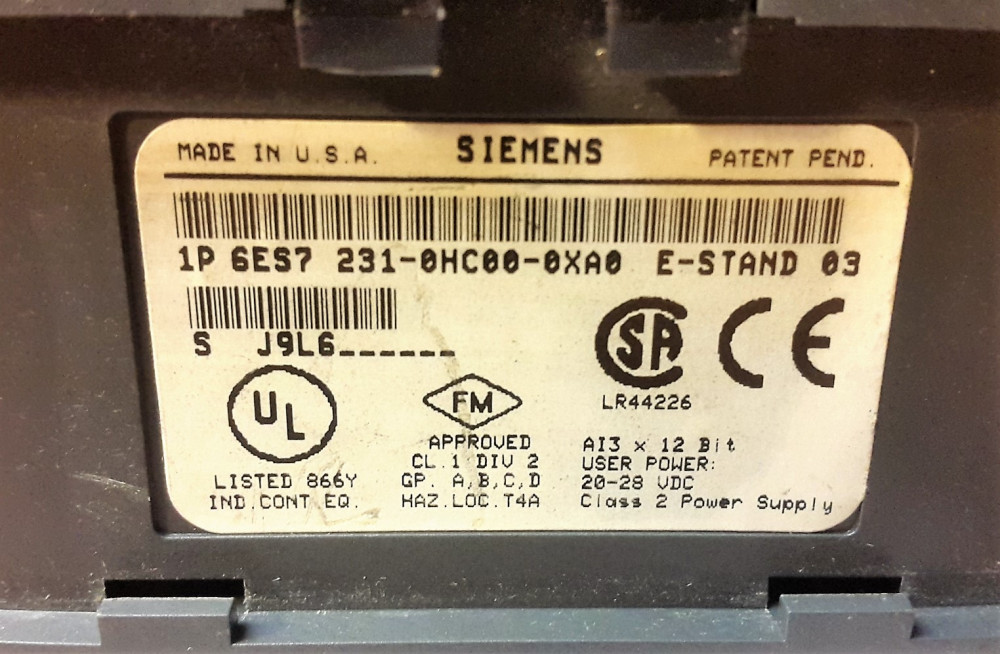 MADE IN U.S.A. SIEMENS PATENT PEND.
1P 6ES7 231-0HC00-0XA0 E-STAND 03
S J9L6______
SA CE
LR44226
UL
LISTED 866Y
IND.CONT EQ.
FM
APPROVED
CL.1 DIV 2
GP. A,B,C,D
HAZ.LOC.T4A
AI3 x 12 Bit
USER POWER:
20-28 VDC
Class 2 Power Supply